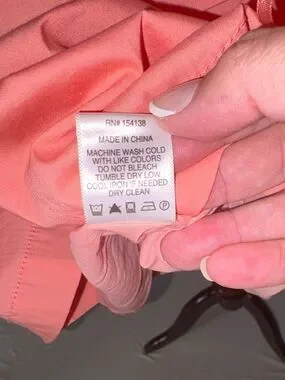 RN# 154138
MADE IN CHINA
MACHINE WASH COLD
WITH LIKE COLORS
DO NOT BLEACH
TUMBLE DRY LOW
COOL IRON IF NEEDED
DRY CLEAN